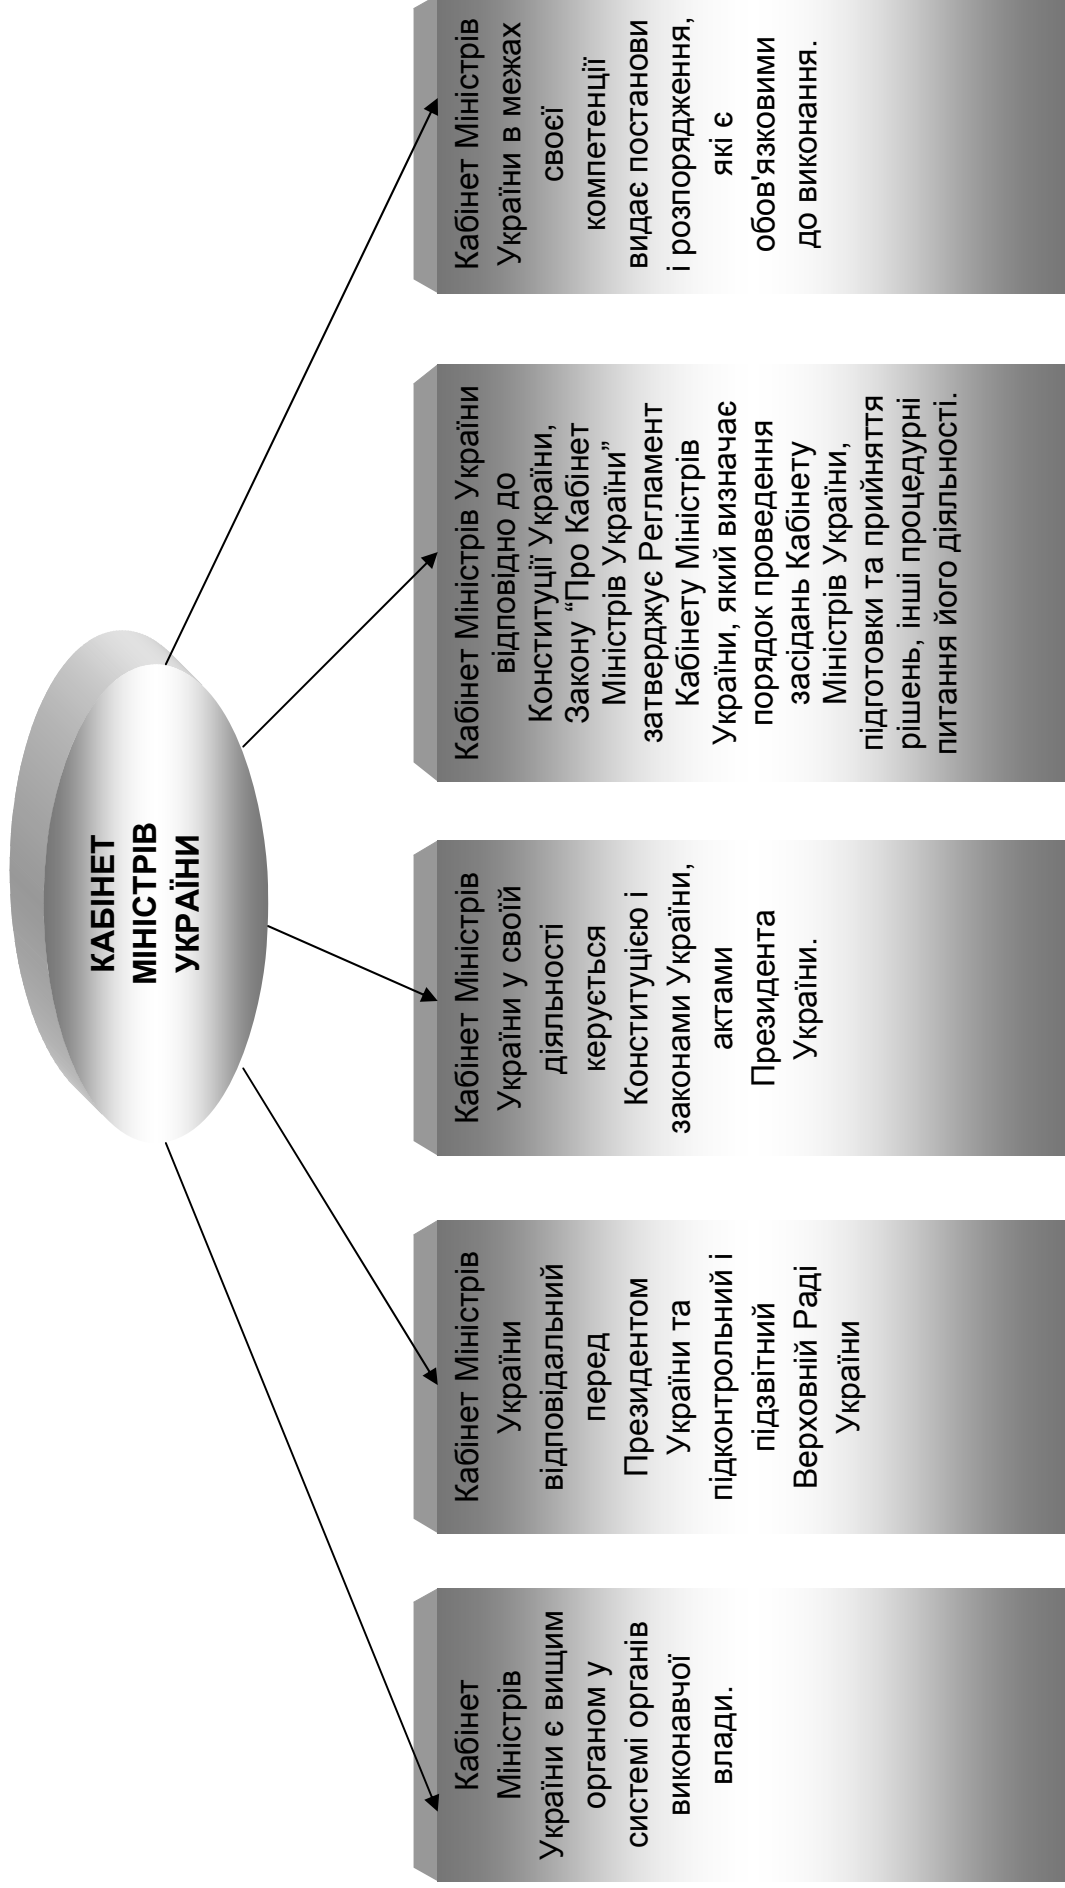 КАБІНЕТ
МІНІСТРІВ
УКРАЇНИ
Кабінет
Міністрів
України є вищим
органом у
системі органів
виконавчої
влади.
Кабінет Міністрів
України
відповідальний
перед
Президентом
України та
підконтрольний і
підзвітний
Верховній Раді
України
Кабінет Міністрів
України у своїй
діяльності
керується
Конституцією і
законами України,
актами
Президента
України.
Кабінет Міністрів України
відповідно до
Конституції України,
Закону “Про Кабінет
Міністрів України”
затверджує Регламент
Кабінету Міністрів
України, який визначає
порядок проведення
засідань Кабінету
Міністрів України,
підготовки та прийняття
рішень, інші процедурні
питання його діяльності.
Кабінет Міністрів
України в межах
своєї
компетенції
видає постанови
і розпорядження,
які є
обов'язковими
до виконання.